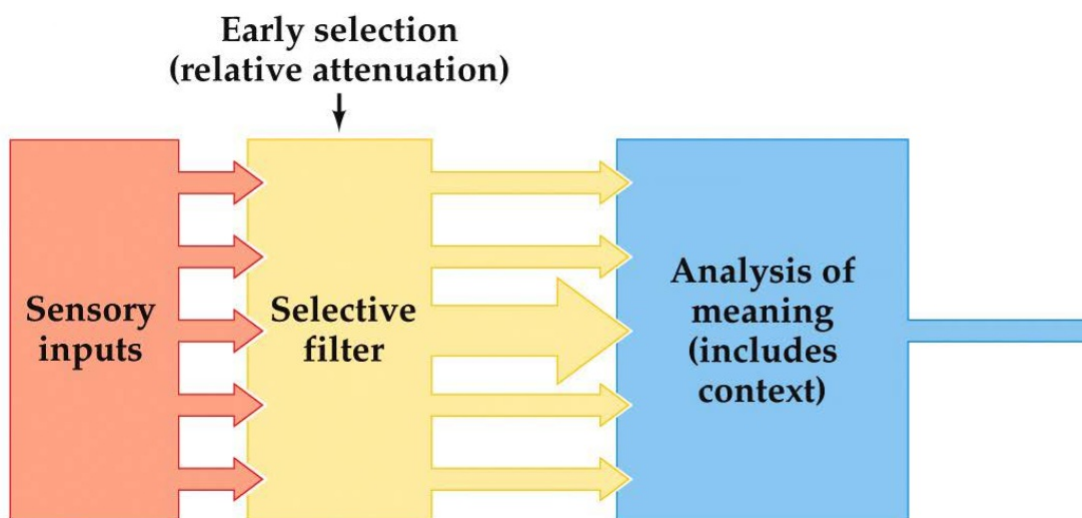 Early selection
(relative attenuation)
Sensory
inputs
Selective
filter
Analysis of
meaning
(includes
context)